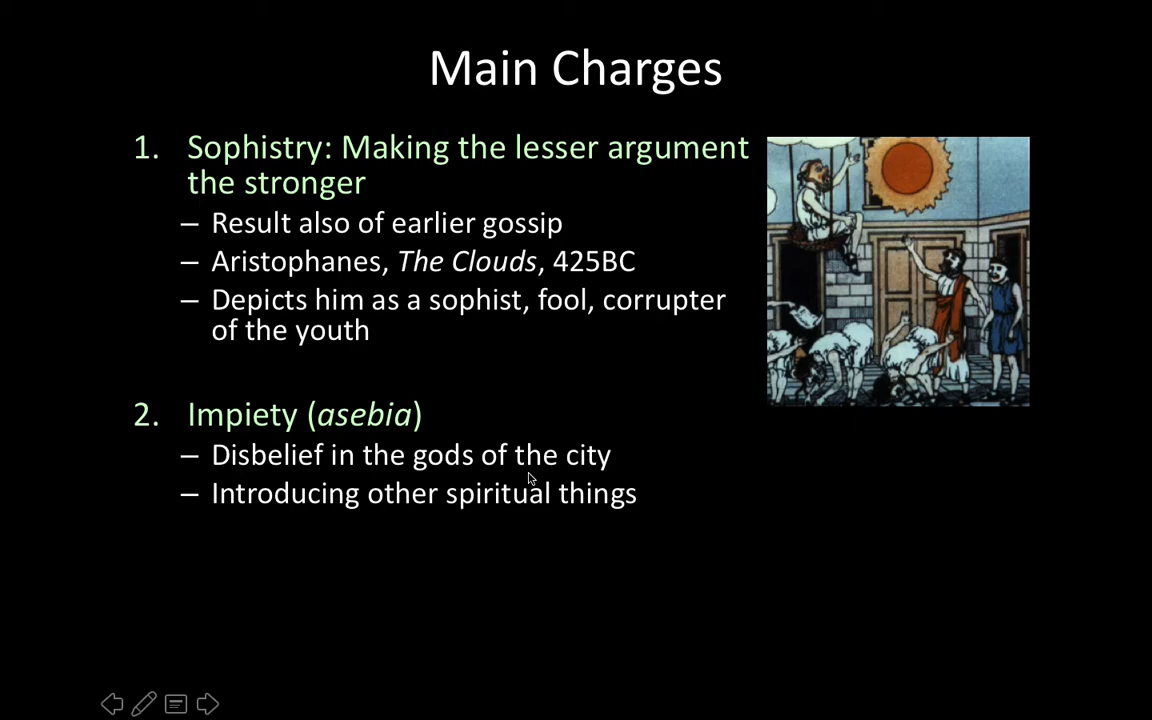 Main Charges
1. Sophistry: Making the lesser argument
the stronger
– Result also of earlier gossip
– Aristophanes, The Clouds, 425BC
– Depicts him as a sophist, fool, corrupter
of the youth
2. Impiety (asebia)
– Disbelief in the gods of the city
– Introducing other spiritual things